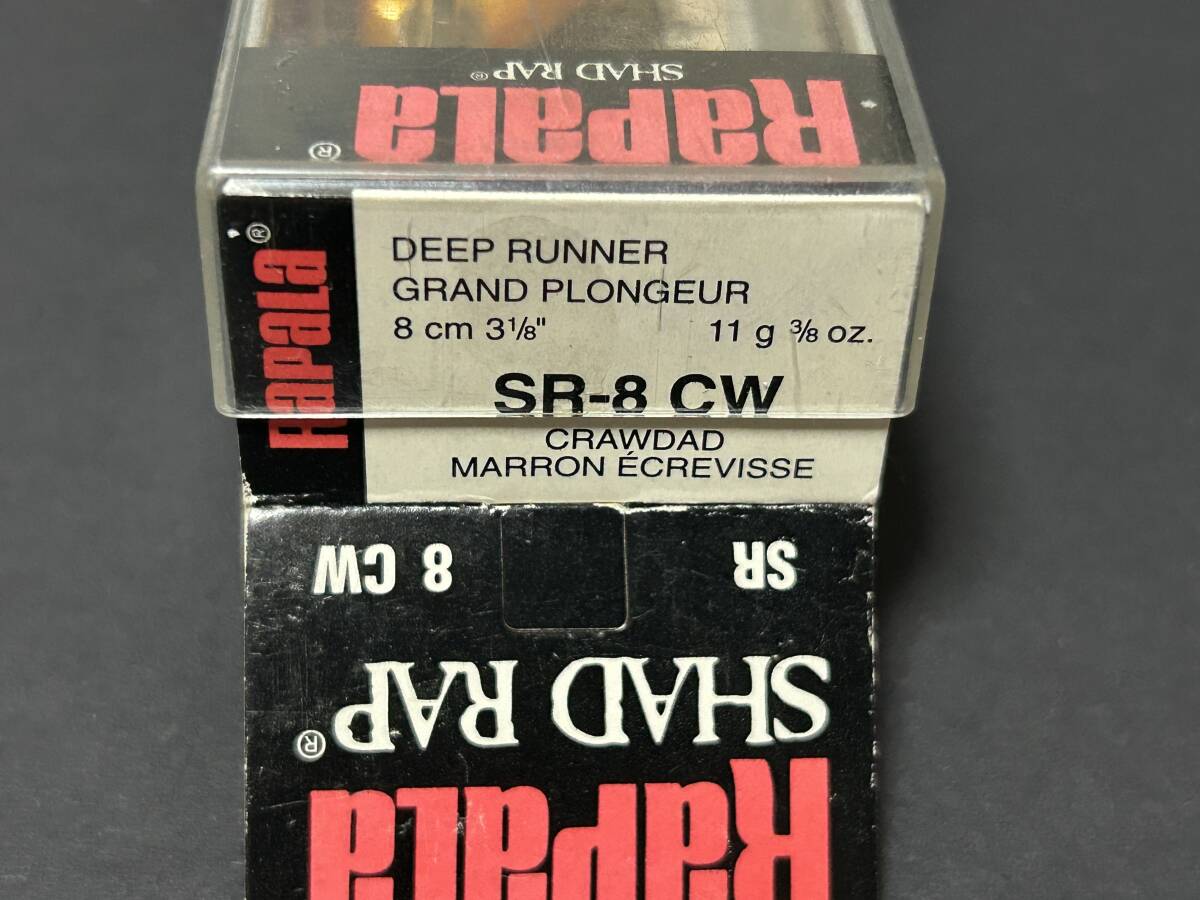 SHAD RAP®
Rapala®
Rapala®
DEEP RUNNER
GRAND PLONGEUR
8 cm 3⅛" 11 g ⅜ oz.
SR-8 CW
CRAWDAD
MARRON ÉCREVISSE
SR 8 CW
SHAD RAP®
Rapala